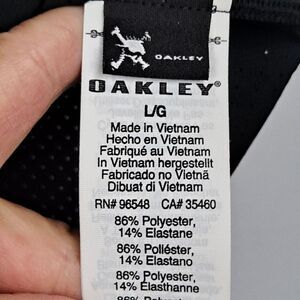 OAKLEY
OAKLEY®
L/G
Made in Vietnam
Hecho en Vietnam
Fabriqué au Vietnam
In Vietnam hergestellt
Fabricado no Vietnã
Dibuat di Vietnam
RN# 96548 CA# 35460
86% Polyester,
14% Elastane
86% Poliéster,
14% Elastano
86% Polyester,
14% Elasthanne